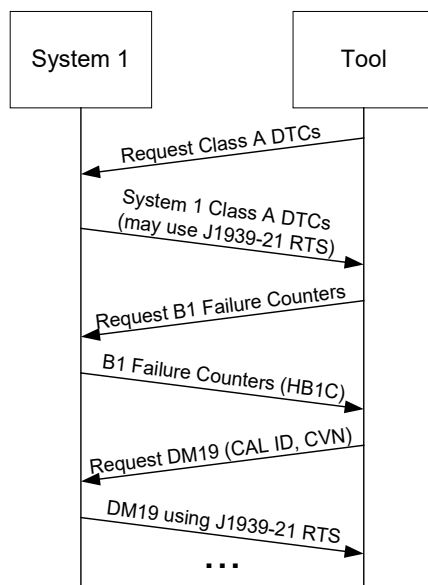 System 1
Tool
Request Class A DTCs
System 1 Class A DTCs
(may use J1939-21 RTS)
Request B1 Failure Counters
B1 Failure Counters (HB1C)
Request DM19 (CAL ID, CVN)
DM19 using J1939-21 RTS
...